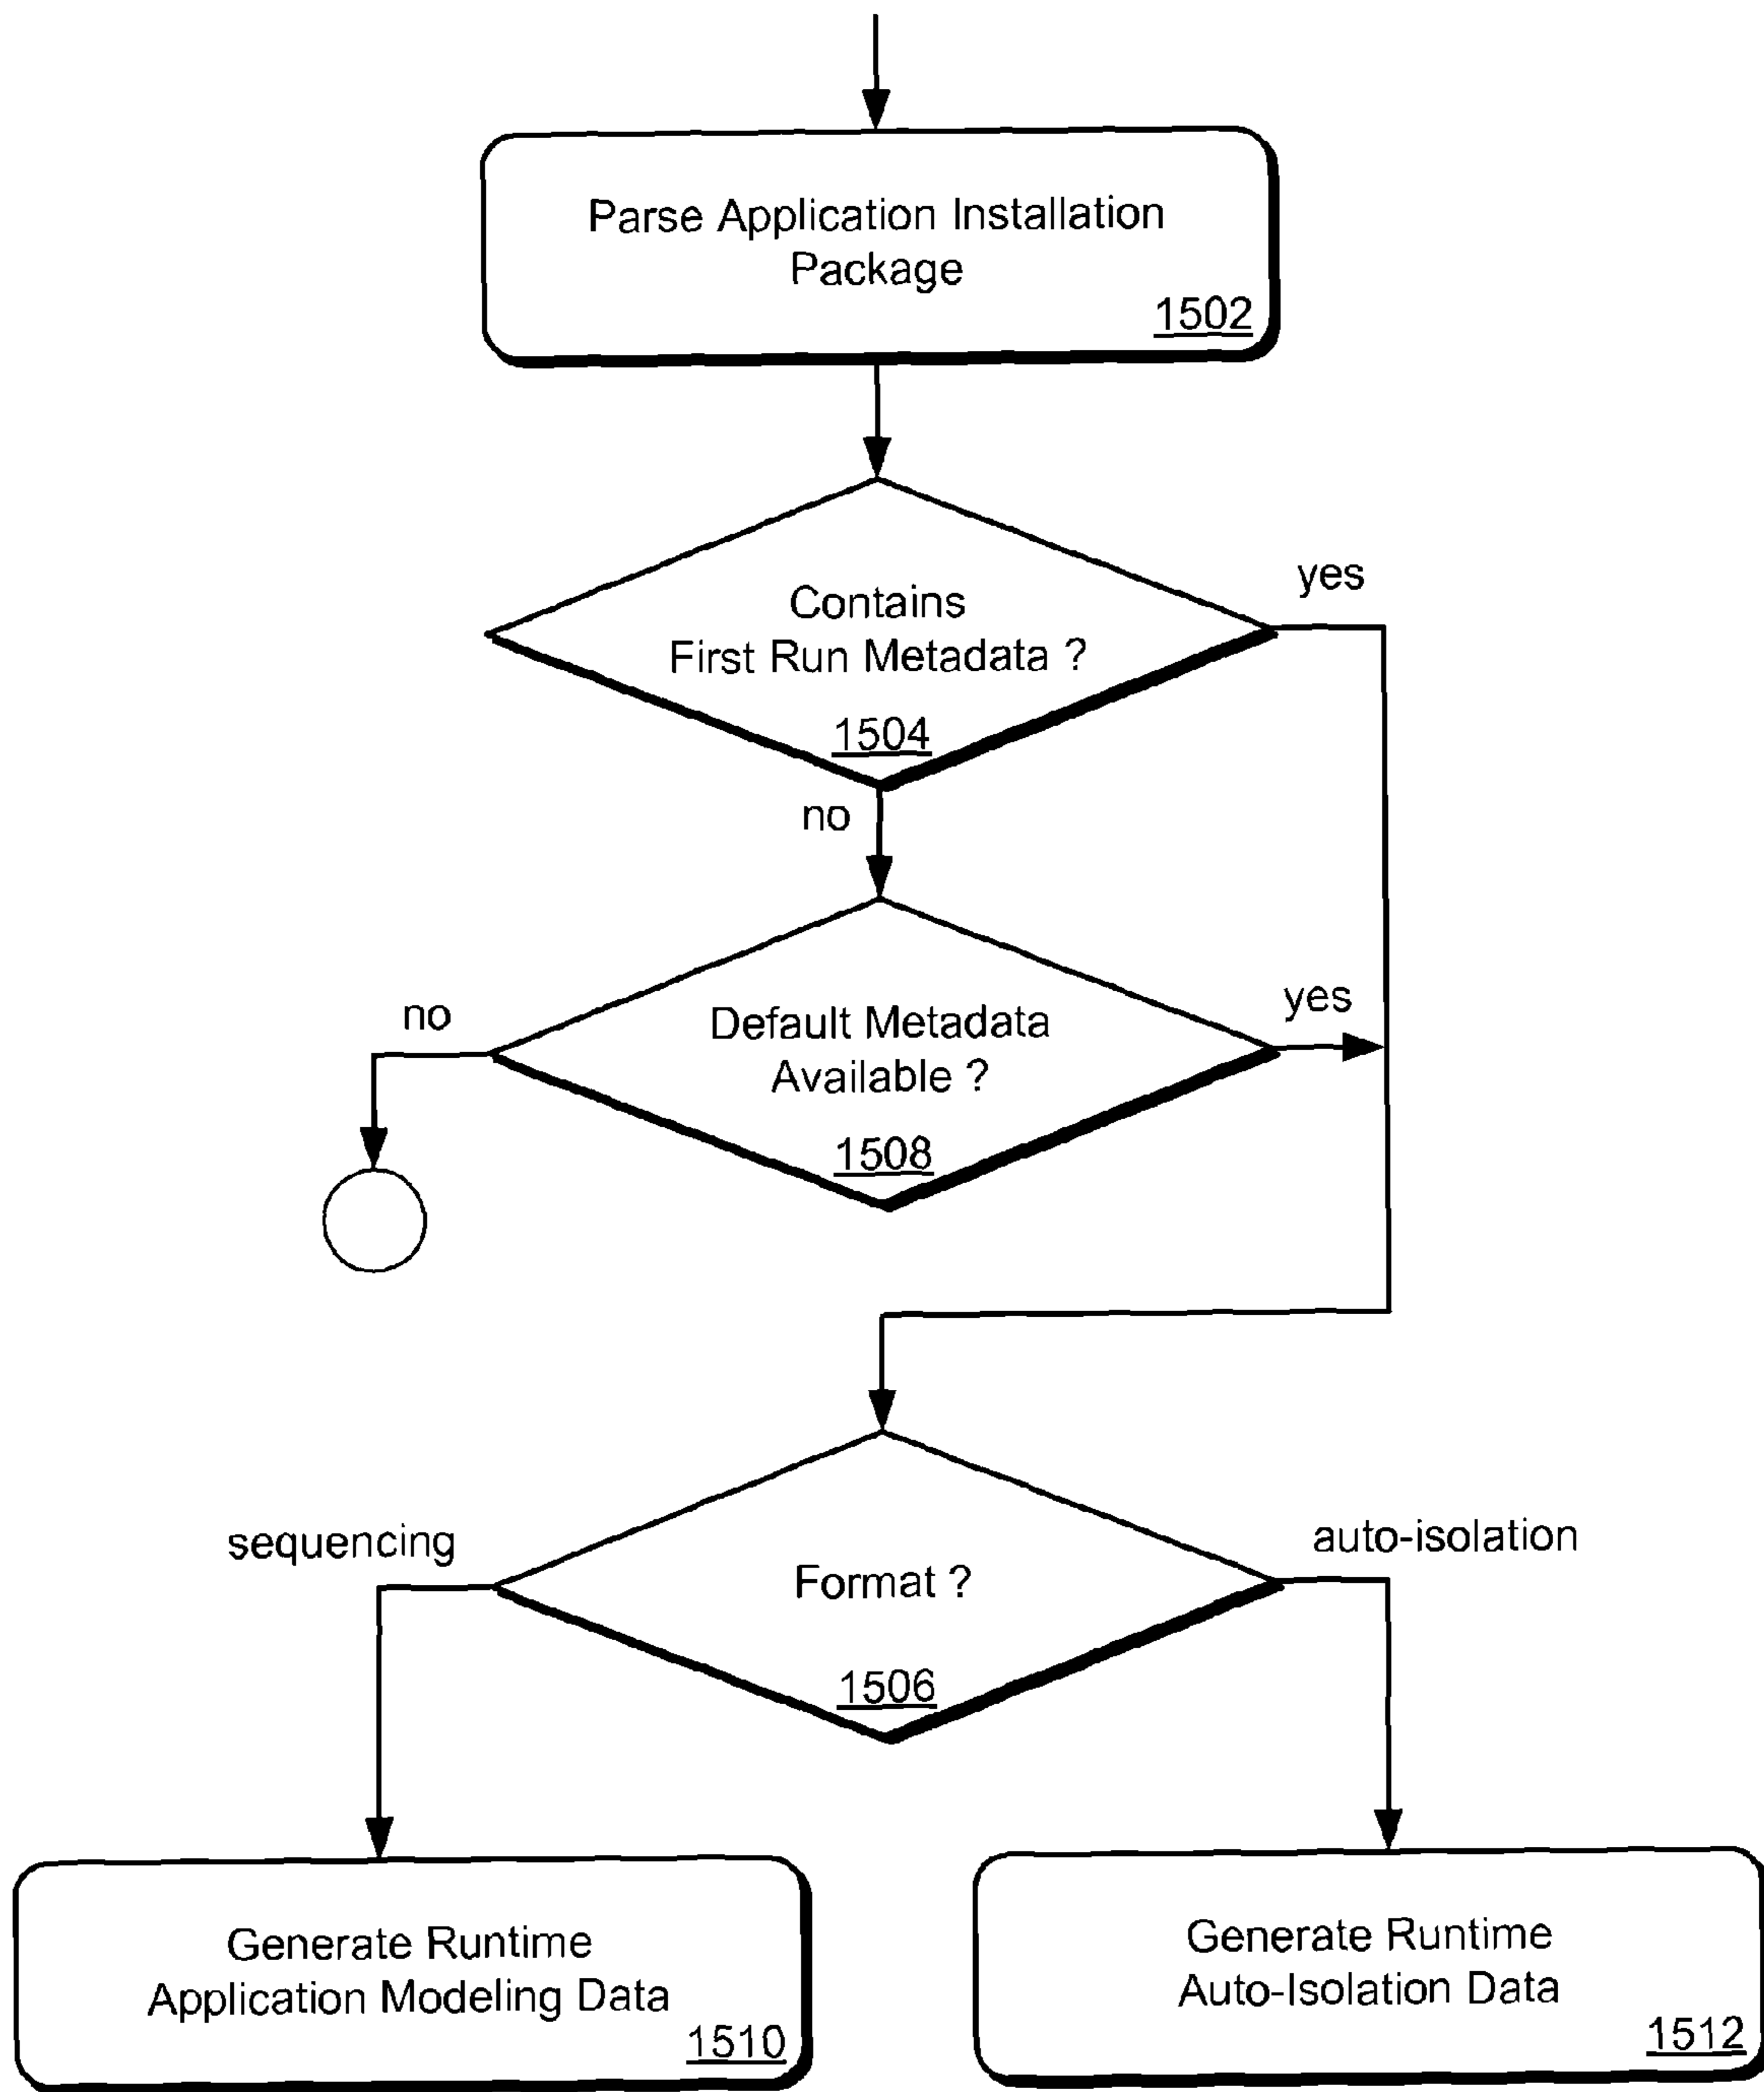 Parse Application Installation
Package
1502
Contains
First Run Metadata ?
1504
yes
no
Default Metadata
Available ?
1508
no
yes
Format ?
1506
sequencing
auto-isolation
Generate Runtime
Application Modeling Data
1510
Generate Runtime
Auto-Isolation Data
1512